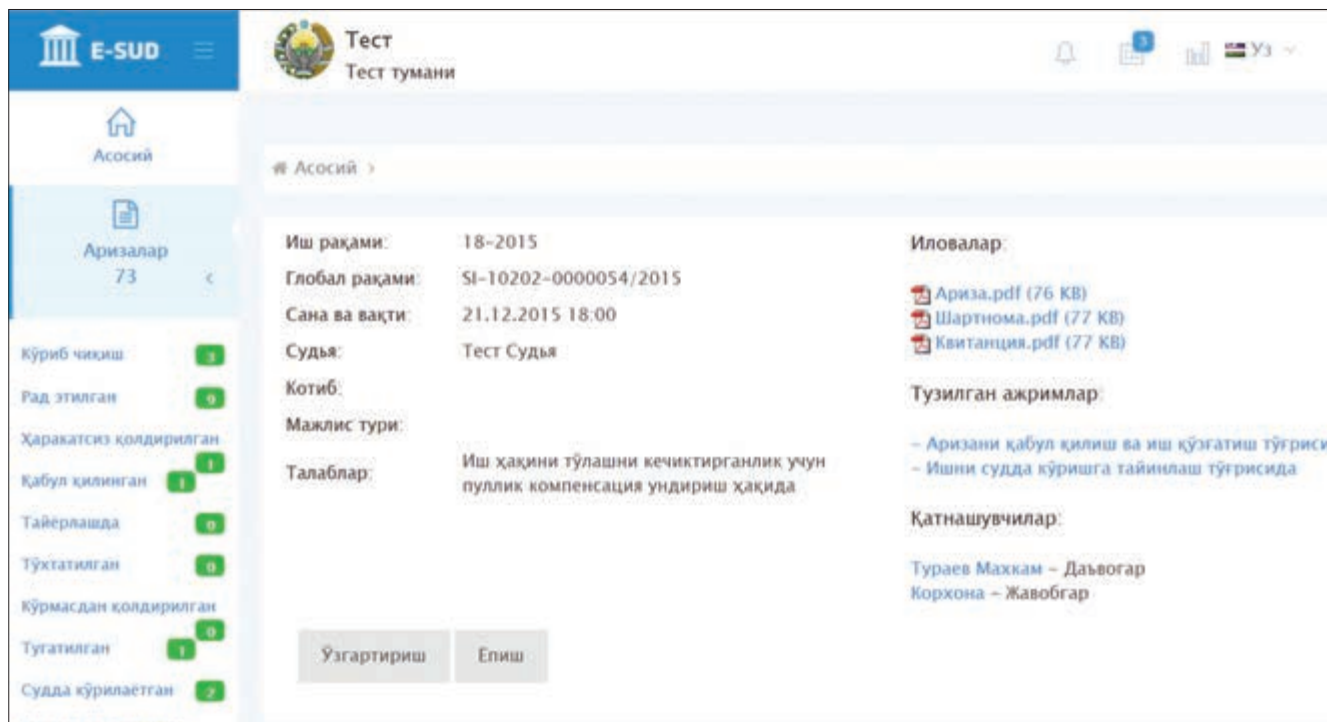 E-SUD
Тест
Тест тумани
3
Уз
Асосий
Аризалар
73
Кўриб чиқиш 3
Рад этилган 9
Ҳаракатсиз қолдирилган 1
Қабул қилинган 1
Тайёрлашда 0
Тўхтатилган 0
Кўрмасдан қолдирилган 0
Тугатилган 1
Судда кўрилаётган 2
Асосий >
Иш рақами: 18-2015
Глобал рақами: SI-10202-0000054/2015
Сана ва вақти: 21.12.2015 18:00
Судья: Тест Судья
Котиб:
Мажлис тури:
Талаблар: Иш ҳақини тўлашни кечиктирганлик учун
пуллик компенсация ундириш ҳақида
Ўзгартириш Ёпиш
Иловалар:
Ариза.pdf (76 KB)
Шартнома.pdf (77 KB)
Квитанция.pdf (77 KB)
Тузилган ажримлар:
- Аризани қабул қилиш ва иш қўзғатиш тўғриси
- Ишни судда кўришга тайинлаш тўғрисида
Қатнашувчилар:
Тураев Махкам - Даъвогар
Корхона - Жавобгар